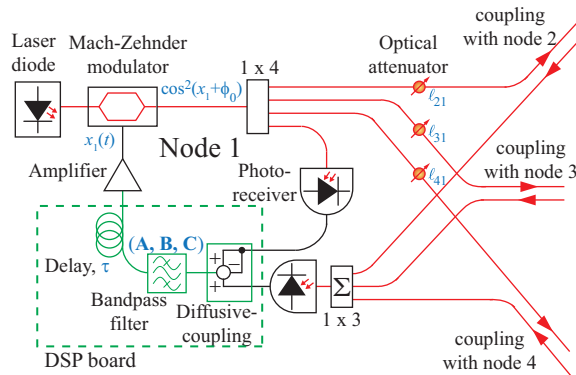 Laser
diode
Mach-Zehnder
modulator
cos²(x₁+ϕ₀)
1 x 4
Optical
attenuator
coupling
with node 2
ℓ₂₁
x₁(t)
Node 1
ℓ₃₁
Amplifier
Photo-
receiver
ℓ₄₁
coupling
with node 3
(A, B, C)
Delay, τ
+
−
+
Σ
Bandpass
filter
Diffusive-
coupling
1 x 3
DSP board
coupling
with node 4